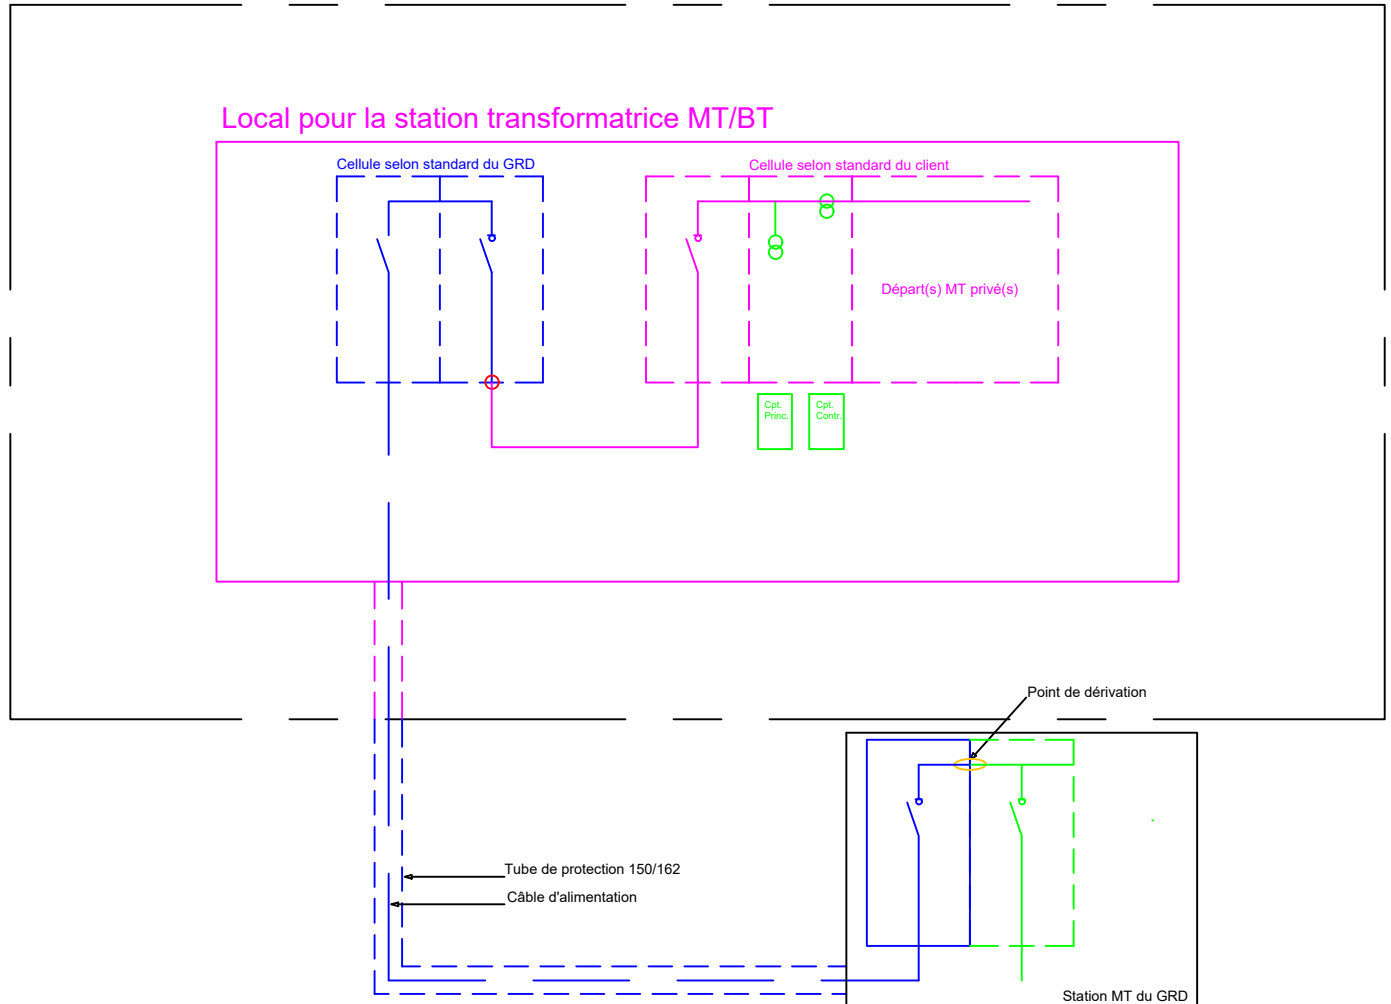 Local pour la station transformatrice MT/BT
Cellule selon standard du GRD
Cellule selon standard du client
Départ(s) MT privé(s)
Cpt.
Princ.
Cpt.
Contr.
Point de dérivation
Tube de protection 150/162
Câble d'alimentation
Station MT du GRD